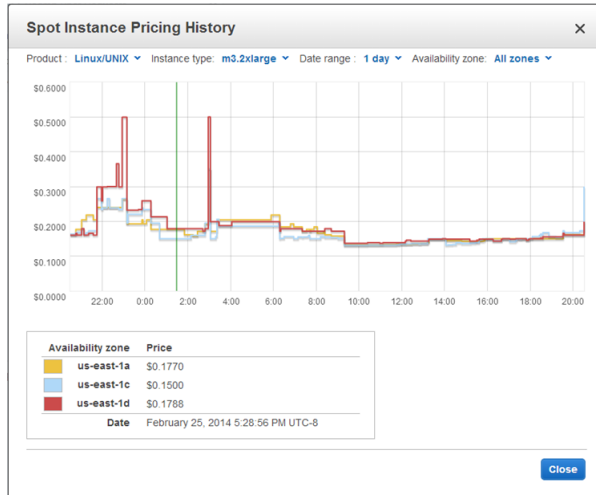 Spot Instance Pricing History ×
Product : Linux/UNIX Instance type: m3.2xlarge Date range : 1 day Availability zone: All zones
$0.6000
$0.5000
$0.4000
$0.3000
$0.2000
$0.1000
$0.0000
22:00 0:00 2:00 4:00 6:00 8:00 10:00 12:00 14:00 16:00 18:00 20:00
Availability zone Price
us-east-1a $0.1770
us-east-1c $0.1500
us-east-1d $0.1788
Date February 25, 2014 5:28:56 PM UTC-8
Close